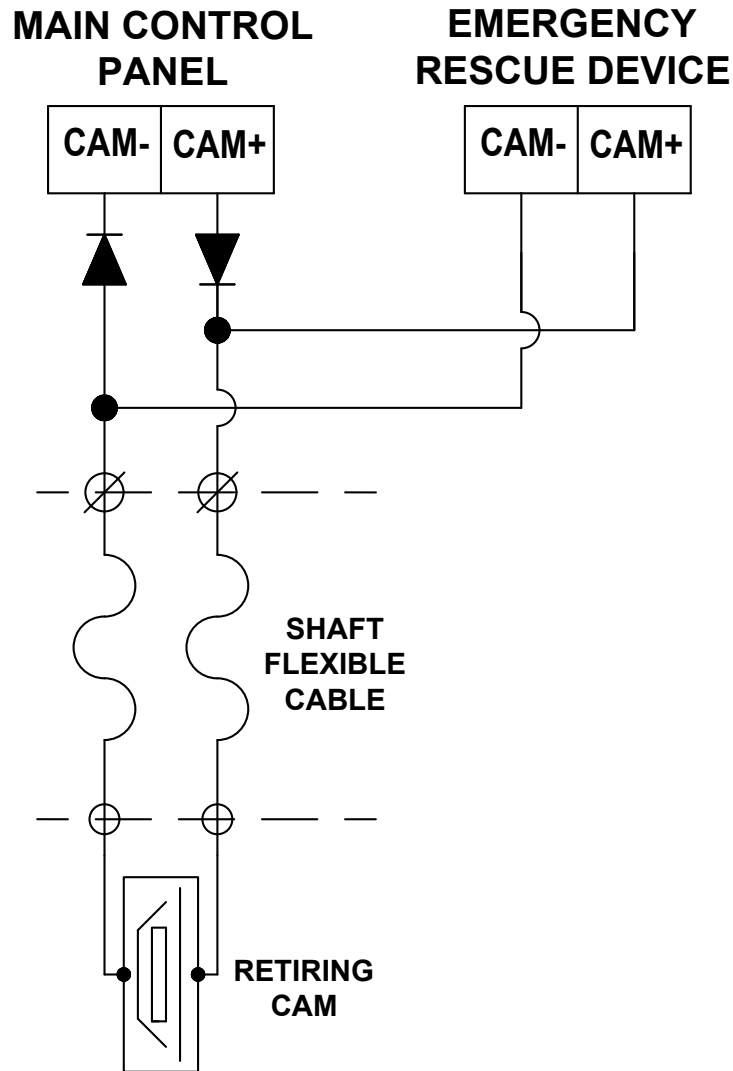 MAIN CONTROL
PANEL
EMERGENCY
RESCUE DEVICE
CAM- CAM+
CAM- CAM+
SHAFT
FLEXIBLE
CABLE
RETIRING
CAM